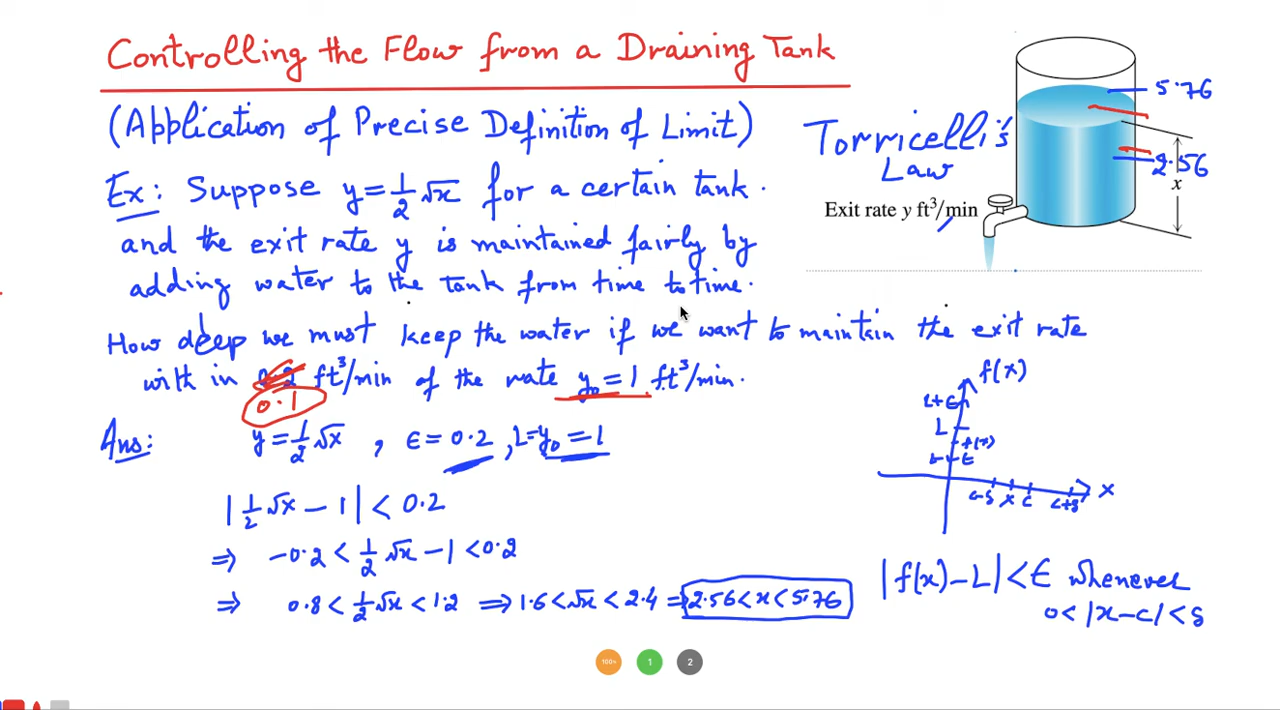 Controlling the Flow from a Draining Tank
(Application of Precise Definition of Limit)
Ex: Suppose y = 1/2 √x for a certain tank.
and the exit rate y is maintained fairly by
adding water to the tank from time to time.
How deep we must keep the water if we want to maintain the exit rate
with in 0.2 ft³/min of the rate y₀ = 1 ft³/min.
0.1
Ans: y = 1/2 √x , ε = 0.2 , L = y₀ = 1
|1/2 √x − 1| < 0.2
⇒ −0.2 < 1/2 √x − 1 < 0.2
⇒ 0.8 < 1/2 √x < 1.2 ⇒ 1.6 < √x < 2.4 ⇒ 2.56 < x < 5.76
Torricelli's
Law
5.76
2.56
x
Exit rate y ft³/min
f(x)
L+ε
L
f(x)
L−ε
c−δ x c c+δ
x
|f(x) − L| < ε whenever
0 < |x − c| < δ
100%
1
2